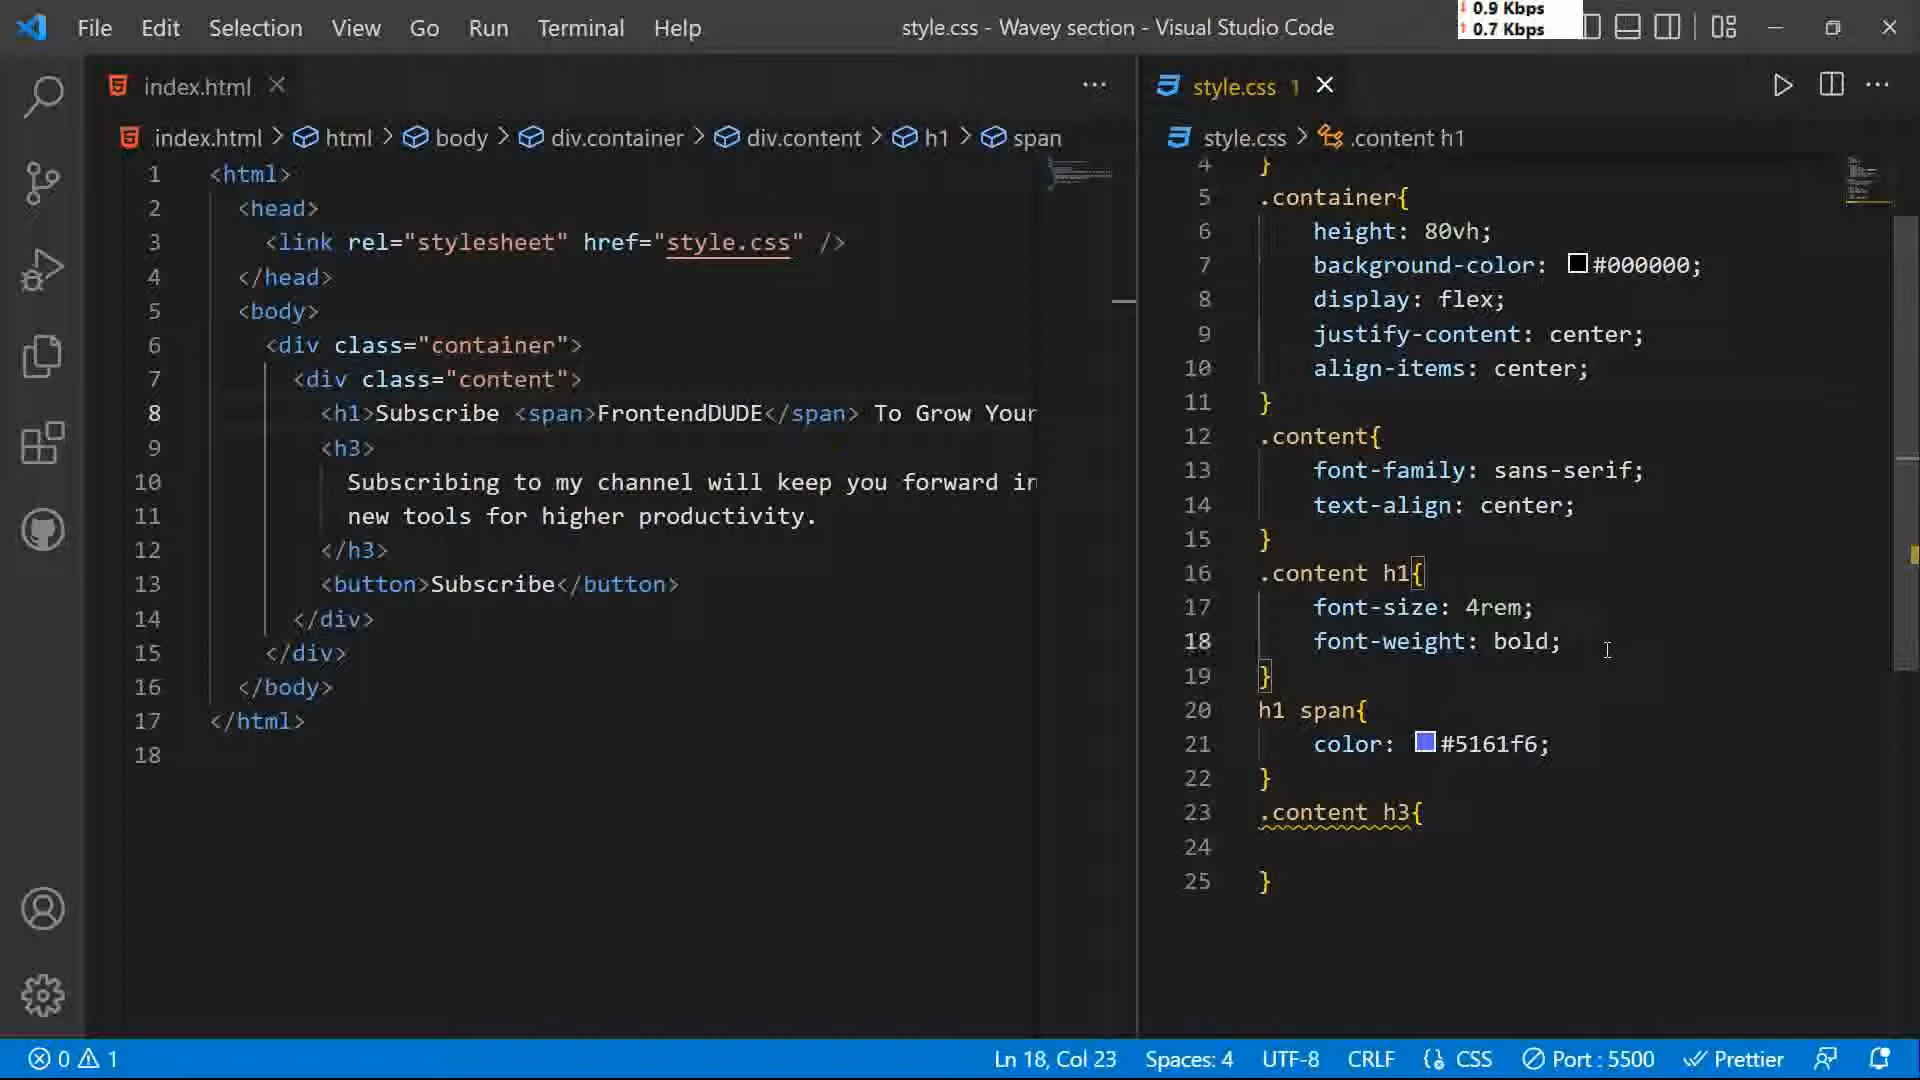 File Edit Selection View Go Run Terminal Help
style.css - Wavey section - Visual Studio Code
0.9 Kbps
0.7 Kbps
index.html
index.html > html > body > div.container > div.content > h1 > span
1 <html>
2 <head>
3 <link rel="stylesheet" href="style.css" />
4 </head>
5 <body>
6 <div class="container">
7 <div class="content">
8 <h1>Subscribe <span>FrontendDUDE</span> To Grow Your
9 <h3>
10 Subscribing to my channel will keep you forward in
11 new tools for higher productivity.
12 </h3>
13 <button>Subscribe</button>
14 </div>
15 </div>
16 </body>
17 </html>
18
style.css 1
style.css > .content h1
4 }
5 .container{
6 height: 80vh;
7 background-color: #000000;
8 display: flex;
9 justify-content: center;
10 align-items: center;
11 }
12 .content{
13 font-family: sans-serif;
14 text-align: center;
15 }
16 .content h1{
17 font-size: 4rem;
18 font-weight: bold;
19 }
20 h1 span{
21 color: #5161f6;
22 }
23 .content h3{
24
25 }
0 1
Ln 18, Col 23 Spaces: 4 UTF-8 CRLF CSS Port : 5500 Prettier